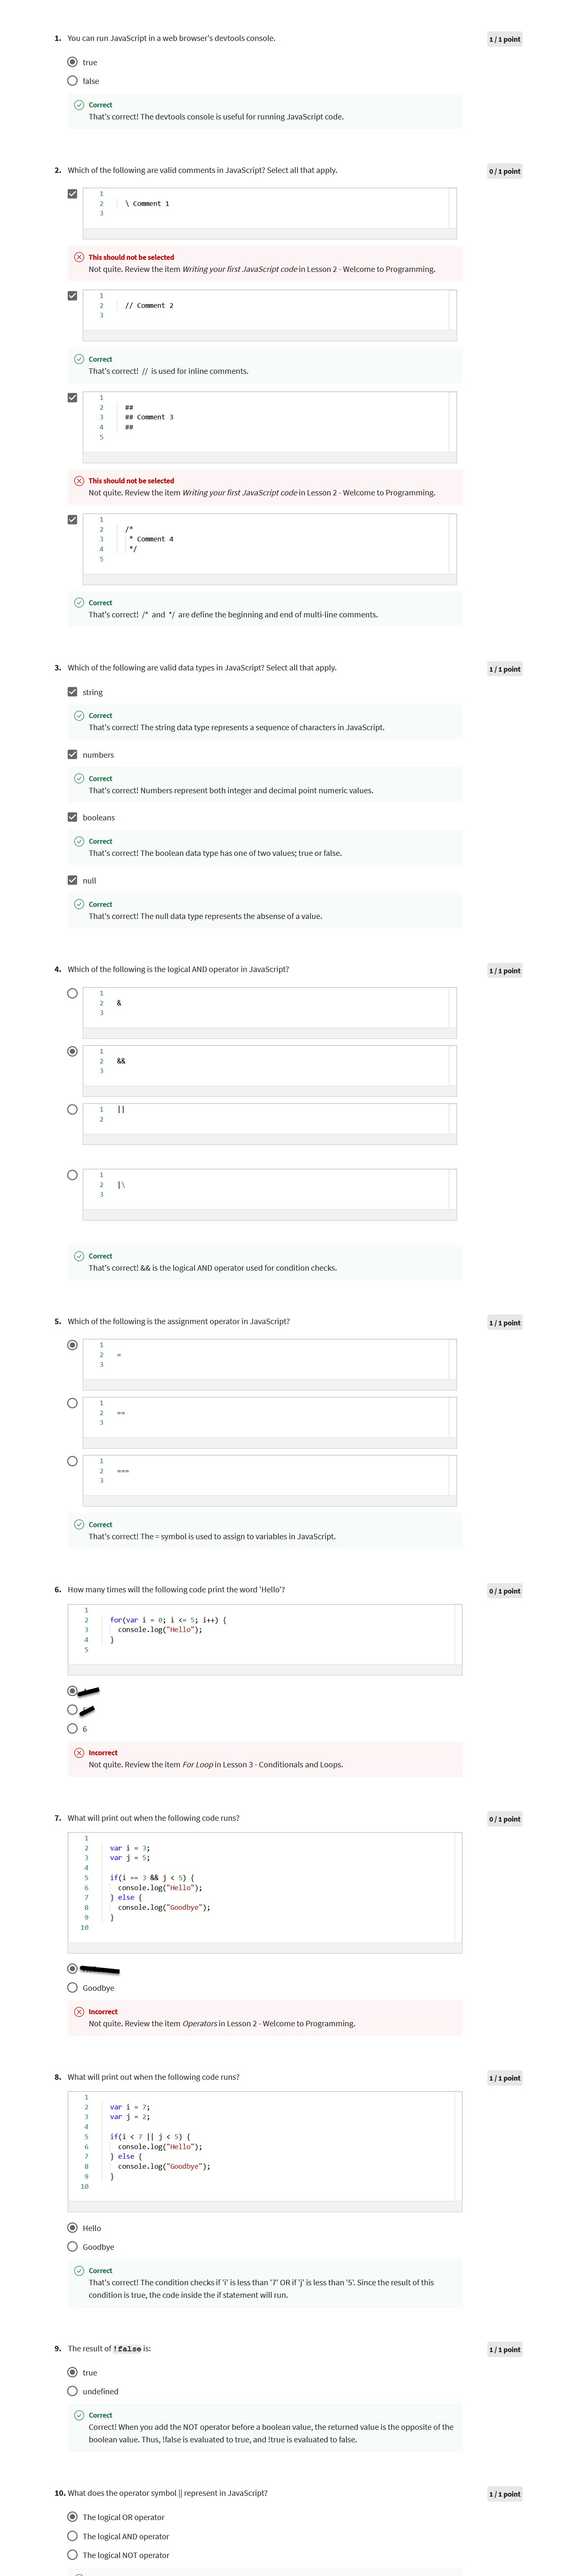 1. You can run JavaScript in a web browser's devtools console.
1 / 1 point
true
false
Correct
That's correct! The devtools console is useful for running JavaScript code.
2. Which of the following are valid comments in JavaScript? Select all that apply.
0 / 1 point
1
2 \ Comment 1
3
This should not be selected
Not quite. Review the item Writing your first JavaScript code in Lesson 2 - Welcome to Programming.
1
2 // Comment 2
3
Correct
That's correct! // is used for inline comments.
1
2 ##
3 ## Comment 3
4 ##
5
This should not be selected
Not quite. Review the item Writing your first JavaScript code in Lesson 2 - Welcome to Programming.
1
2 /*
3 * Comment 4
4 */
5
Correct
That's correct! /* and */ are define the beginning and end of multi-line comments.
3. Which of the following are valid data types in JavaScript? Select all that apply.
1 / 1 point
string
Correct
That's correct! The string data type represents a sequence of characters in JavaScript.
numbers
Correct
That's correct! Numbers represent both integer and decimal point numeric values.
booleans
Correct
That's correct! The boolean data type has one of two values; true or false.
null
Correct
That's correct! The null data type represents the absense of a value.
4. Which of the following is the logical AND operator in JavaScript?
1 / 1 point
1
2 &
3
1
2 &&
3
1 ||
2
1
2 |\
3
Correct
That's correct! && is the logical AND operator used for condition checks.
5. Which of the following is the assignment operator in JavaScript?
1 / 1 point
1
2 =
3
1
2 ==
3
1
2 ===
3
Correct
That's correct! The = symbol is used to assign to variables in JavaScript.
6. How many times will the following code print the word 'Hello'?
0 / 1 point
1
2 for(var i = 0; i <= 5; i++) {
3 console.log("Hello");
4 }
5
6
Incorrect
Not quite. Review the item For Loop in Lesson 3 - Conditionals and Loops.
7. What will print out when the following code runs?
0 / 1 point
1
2 var i = 3;
3 var j = 5;
4
5 if(i == 3 && j < 5) {
6 console.log("Hello");
7 } else {
8 console.log("Goodbye");
9 }
10
Goodbye
Incorrect
Not quite. Review the item Operators in Lesson 2 - Welcome to Programming.
8. What will print out when the following code runs?
1 / 1 point
1
2 var i = 7;
3 var j = 2;
4
5 if(i < 7 || j < 5) {
6 console.log("Hello");
7 } else {
8 console.log("Goodbye");
9 }
10
Hello
Goodbye
Correct
That's correct! The condition checks if 'i' is less than '7' OR if 'j' is less than '5'. Since the result of this
condition is true, the code inside the if statement will run.
9. The result of !false is:
1 / 1 point
true
undefined
Correct
Correct! When you add the NOT operator before a boolean value, the returned value is the opposite of the
boolean value. Thus, !false is evaluated to true, and !true is evaluated to false.
10. What does the operator symbol || represent in JavaScript?
1 / 1 point
The logical OR operator
The logical AND operator
The logical NOT operator